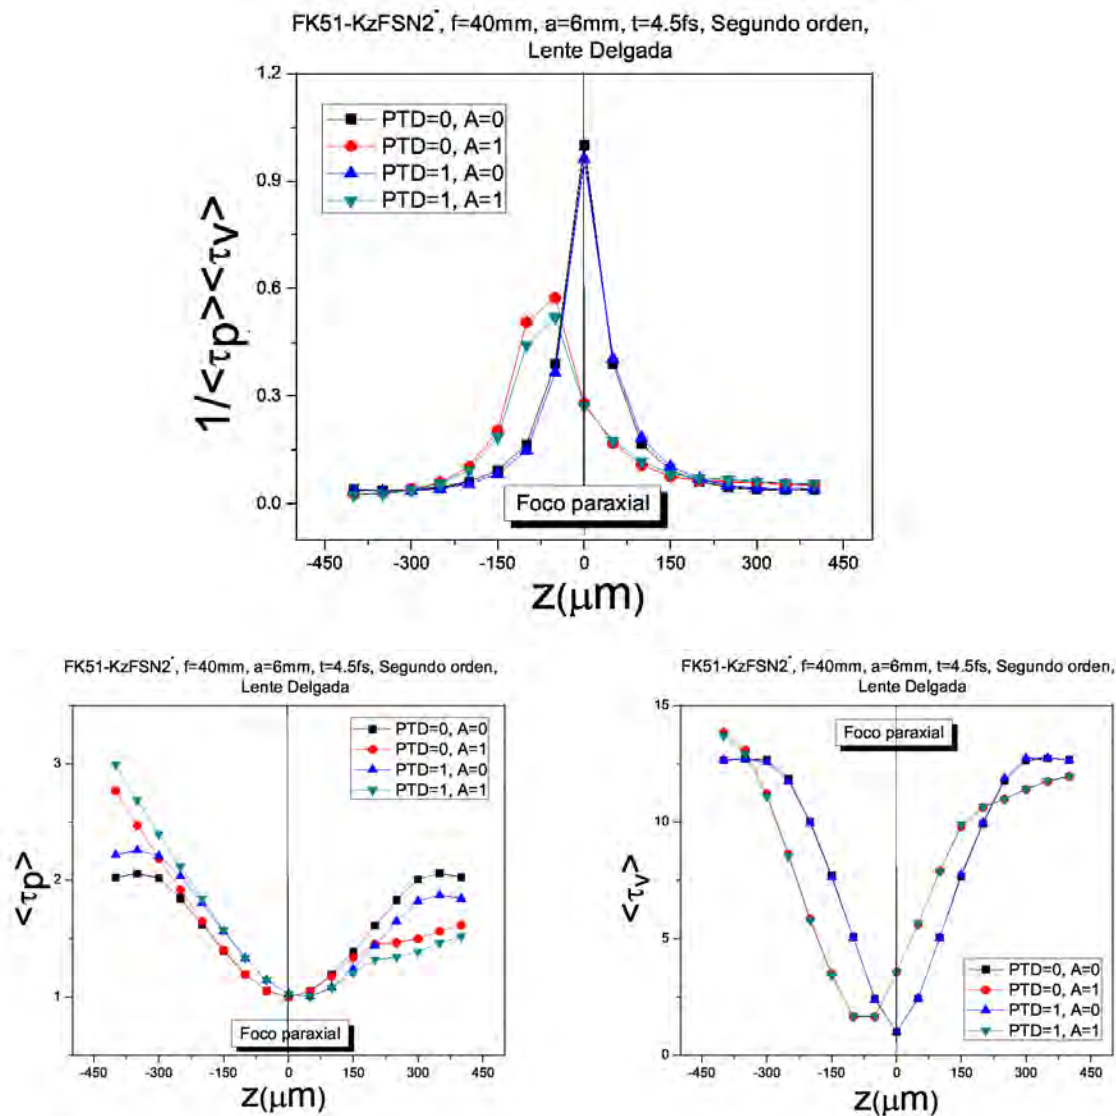 FK51-KzFSN2*, f=40mm, a=6mm, t=4.5fs, Segundo orden,
Lente Delgada
1.2
0.9
0.6
0.3
0.0
1/<τp><τv>
PTD=0, A=0
PTD=0, A=1
PTD=1, A=0
PTD=1, A=1
Foco paraxial
-450 -300 -150 0 150 300 450
z(μm)
FK51-KzFSN2*, f=40mm, a=6mm, t=4.5fs, Segundo orden,
Lente Delgada
3
2
1
<τp>
PTD=0, A=0
PTD=0, A=1
PTD=1, A=0
PTD=1, A=1
Foco paraxial
-450 -300 -150 0 150 300 450
z(μm)
FK51-KzFSN2*, f=40mm, a=6mm, t=4.5fs, Segundo orden,
Lente Delgada
15
10
5
0
<τv>
Foco paraxial
PTD=0, A=0
PTD=0, A=1
PTD=1, A=0
PTD=1, A=1
-450 -300 -150 0 150 300 450
z(μm)